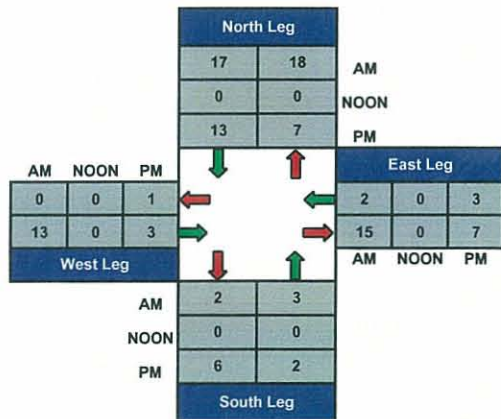 North Leg
17 18 AM
0 0 NOON
13 7 PM
AM NOON PM
East Leg
0 0 1
2 0 3
13 0 3
15 0 7
West Leg
AM NOON PM
AM 2 3
NOON 0 0
PM 6 2
South Leg